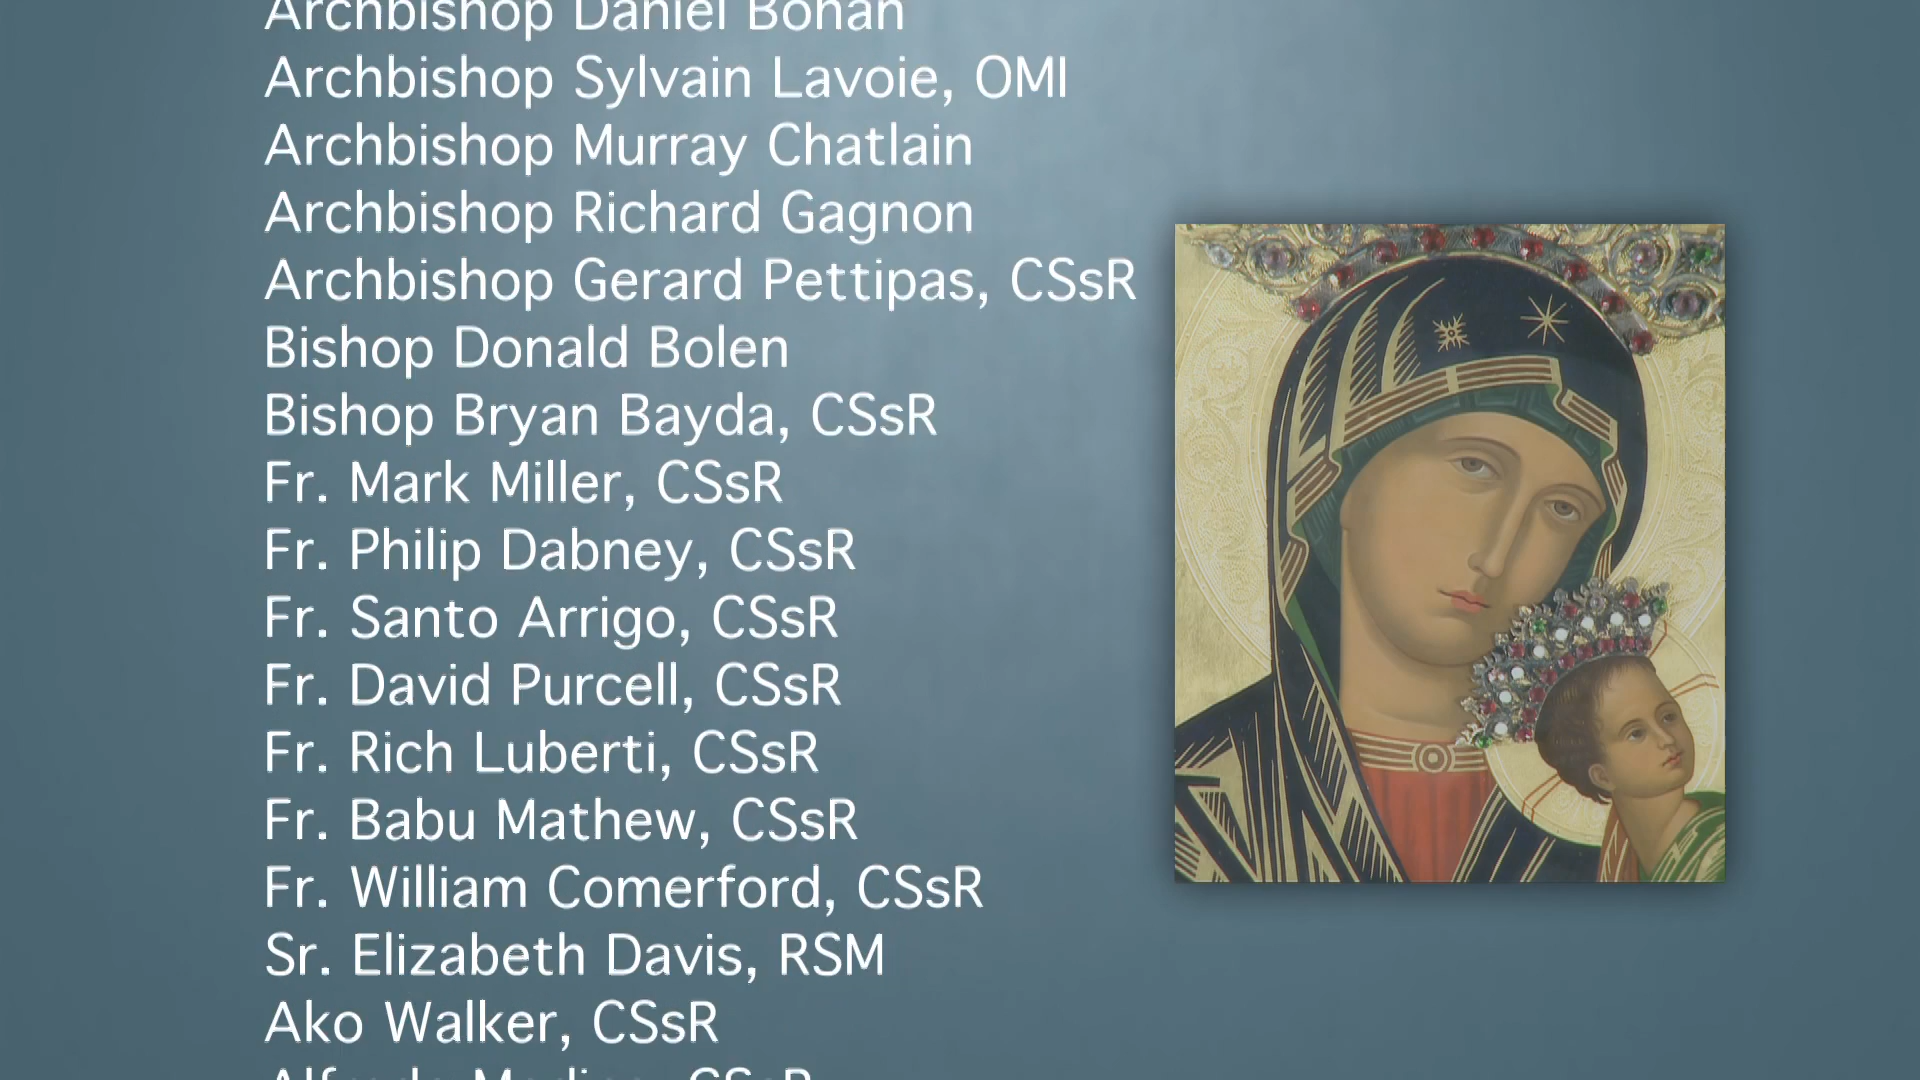 Archbishop Daniel Bohan
Archbishop Sylvain Lavoie, OMI
Archbishop Murray Chatlain
Archbishop Richard Gagnon
Archbishop Gerard Pettipas, CSsR
Bishop Donald Bolen
Bishop Bryan Bayda, CSsR
Fr. Mark Miller, CSsR
Fr. Philip Dabney, CSsR
Fr. Santo Arrigo, CSsR
Fr. David Purcell, CSsR
Fr. Rich Luberti, CSsR
Fr. Babu Mathew, CSsR
Fr. William Comerford, CSsR
Sr. Elizabeth Davis, RSM
Ako Walker, CSsR